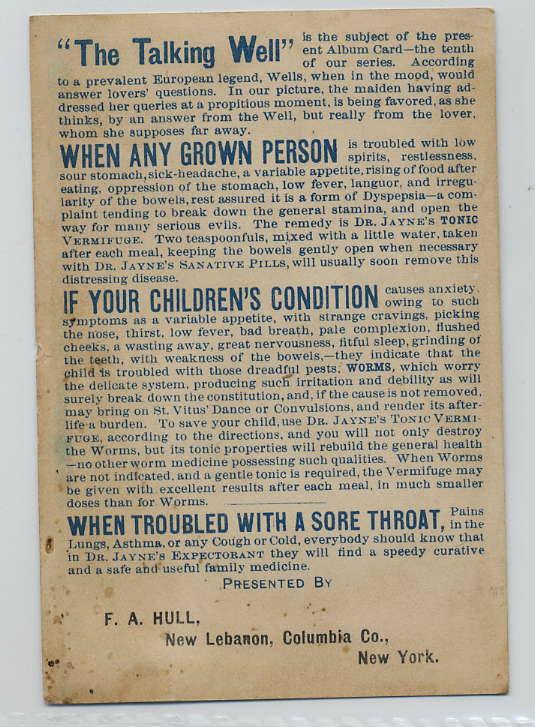 "The Talking Well" is the subject of the pres-
ent Album Card—the tenth
of our series. According
to a prevalent European legend, Wells, when in the mood, would
answer lovers' questions. In our picture, the maiden having ad-
dressed her queries at a propitious moment, is being favored, as she
thinks, by an answer from the Well, but really from the lover,
whom she supposes far away.
WHEN ANY GROWN PERSON is troubled with low
spirits, restlessness,
sour stomach, sick-headache, a variable appetite, rising of food after
eating, oppression of the stomach, low fever, languor, and irregu-
larity of the bowels, rest assured it is a form of Dyspepsia—a com-
plaint tending to break down the general stamina, and open the
way for many serious evils. The remedy is DR. JAYNE'S TONIC
VERMIFUGE. Two teaspoonfuls, mixed with a little water, taken
after each meal, keeping the bowels gently open when necessary
with DR. JAYNE'S SANATIVE PILLS, will usually soon remove this
distressing disease.
IF YOUR CHILDREN'S CONDITION causes anxiety,
owing to such
symptoms as a variable appetite, with strange cravings, picking
the nose, thirst, low fever, bad breath, pale complexion, flushed
cheeks, a wasting away, great nervousness, fitful sleep, grinding of
the teeth, with weakness of the bowels,—they indicate that the
child is troubled with those dreadful pests, WORMS, which worry
the delicate system, producing such irritation and debility as will
surely break down the constitution, and, if the cause is not removed,
may bring on St. Vitus' Dance or Convulsions, and render its after-
life a burden. To save your child, use DR. JAYNE'S TONIC VERMI-
FUGE, according to the directions, and you will not only destroy
the Worms, but its tonic properties will rebuild the general health
—no other worm medicine possessing such qualities. When Worms
are not indicated, and a gentle tonic is required, the Vermifuge may
be given with excellent results after each meal, in much smaller
doses than for Worms.
WHEN TROUBLED WITH A SORE THROAT, Pains
in the
Lungs, Asthma, or any Cough or Cold, everybody should know that
in DR. JAYNE'S EXPECTORANT they will find a speedy curative
and a safe and useful family medicine.
PRESENTED BY
F. A. HULL,
New Lebanon, Columbia Co.,
New York.